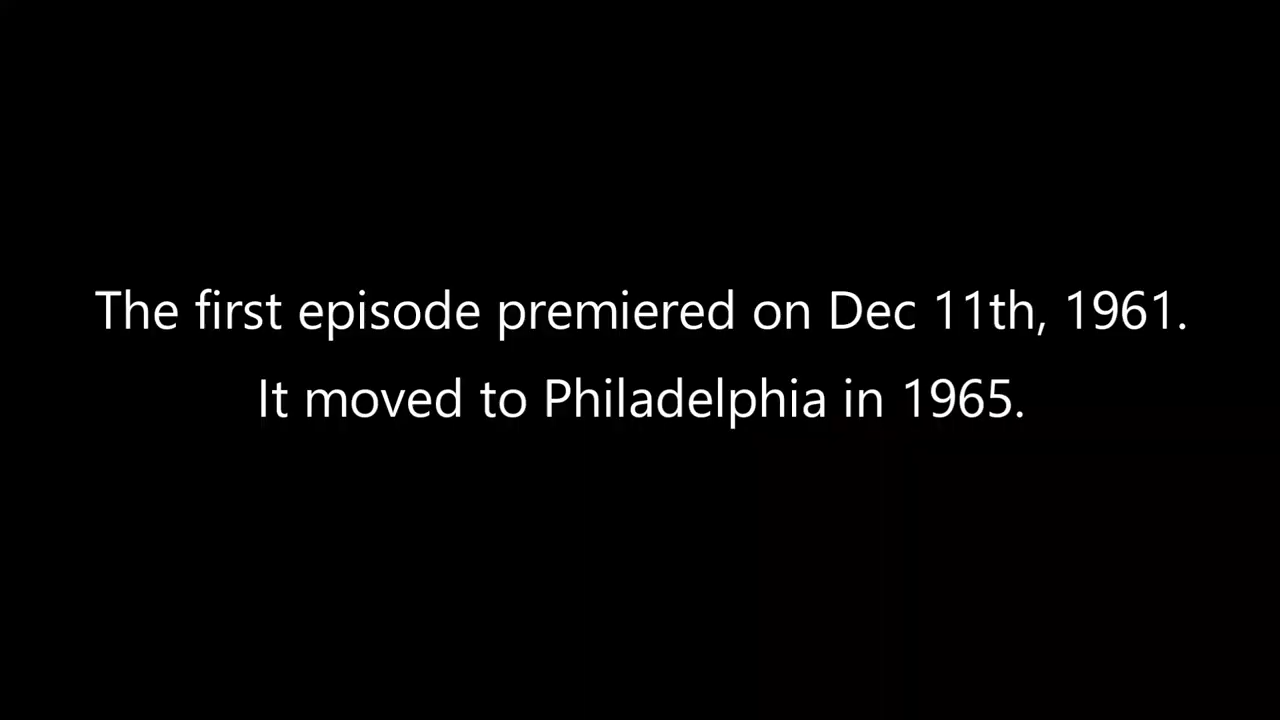 The first episode premiered on Dec 11th, 1961.
It moved to Philadelphia in 1965.